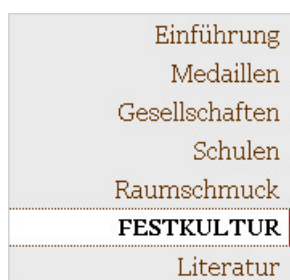 Einführung
Medaillen
Gesellschaften
Schulen
Raumschmuck
FESTKULTUR
Literatur